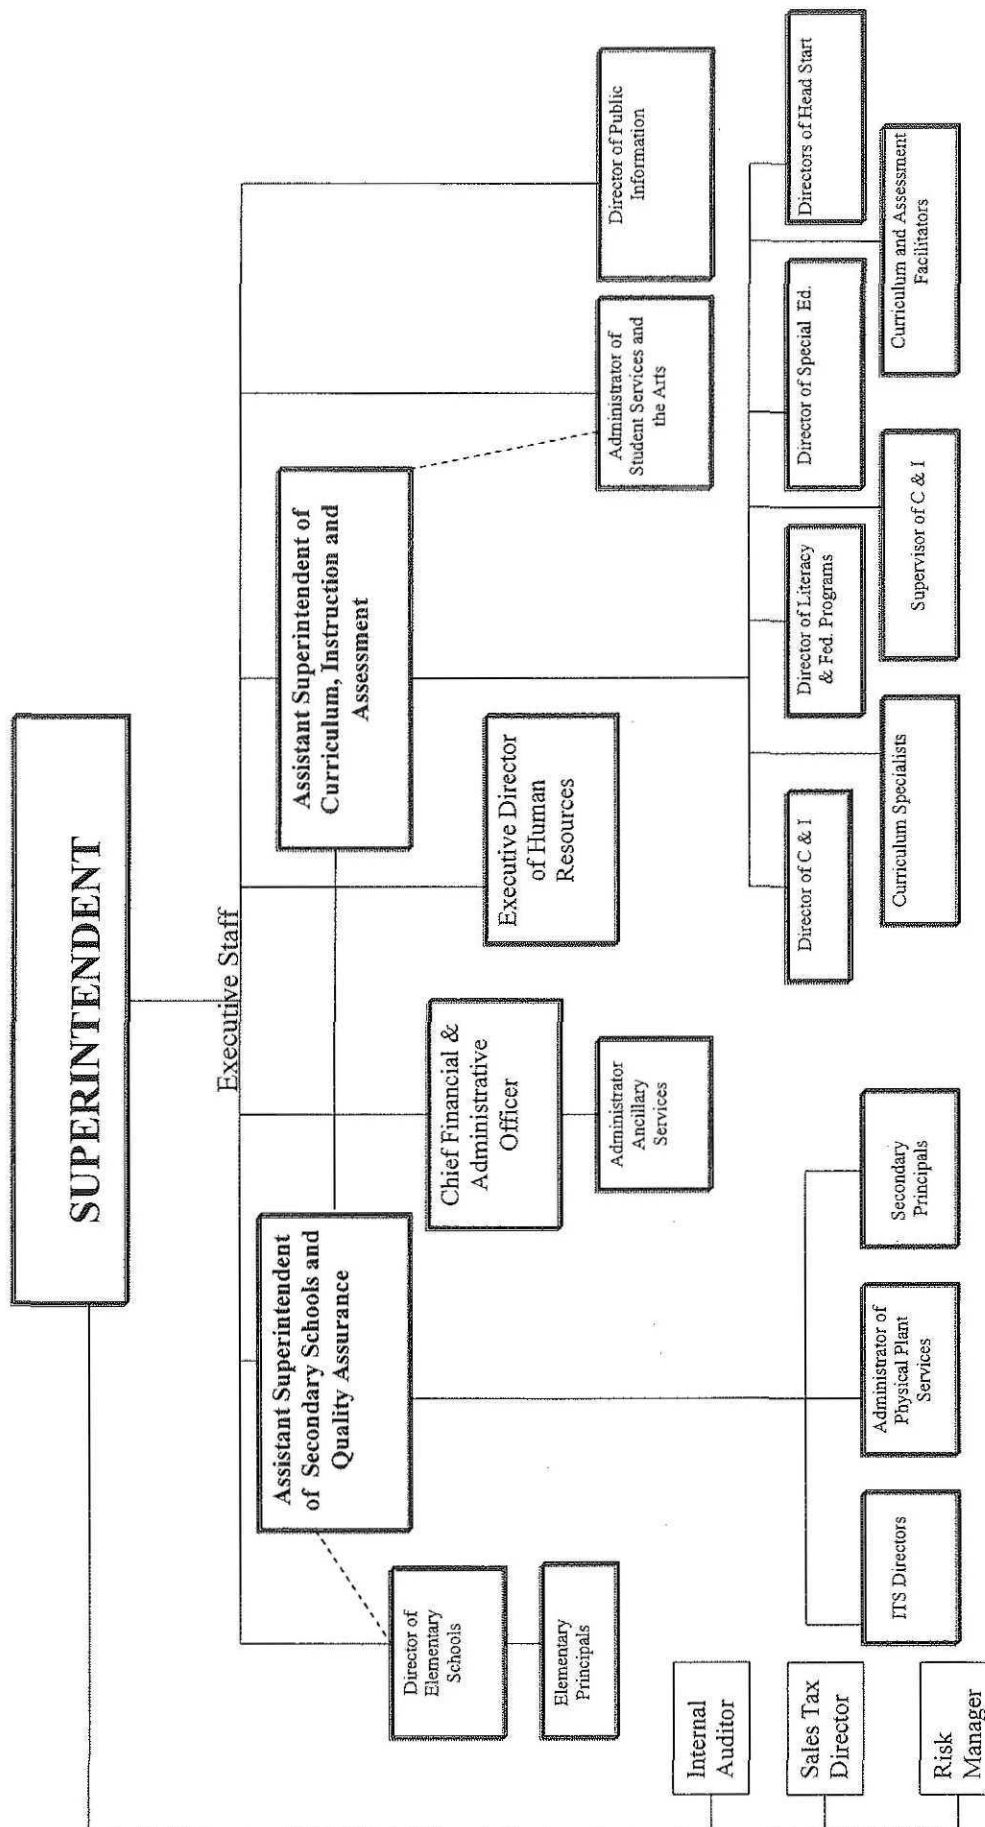 SUPERINTENDENT
Executive Staff
Assistant Superintendent
of Secondary Schools and
Quality Assurance
Assistant Superintendent of
Curriculum, Instruction and
Assessment
Director of
Elementary
Schools
Chief Financial &
Administrative
Officer
Executive Director
of Human
Resources
Elementary
Principals
Administrator
Ancillary
Services
Administrator of
Student Services and
the Arts
Director of Public
Information
Internal
Auditor
Sales Tax
Director
Risk
Manager
ITS Directors
Administrator of
Physical Plant
Services
Secondary
Principals
Director of C & I
Director of Literacy
& Fed. Programs
Director of Special Ed.
Directors of Head Start
Curriculum Specialists
Supervisor of C & I
Curriculum and Assessment
Facilitators